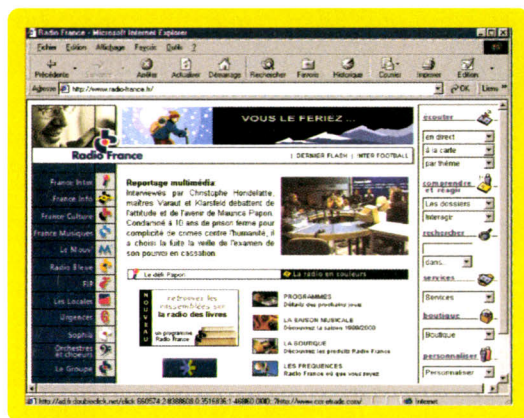 Radio France - Microsoft Internet Explorer
Fichier Edition Affichage Favoris Outils ?
Précédente Arrêter Actualiser Démarrage Rechercher Favoris Historique Courrier Imprimer Edition
Adresse http://www.radio-france.fr/ OK Liens »
VOUS LE FERIEZ ...
Radio France
| DERNIER FLASH | INTER FOOTBALL
France Inter
France Info
France Culture
France Musiques
Le Mouv'
Radio Bleue
FIP
Les Locales
Urgences
Sophia
Orchestres et choeurs
Le Groupe
Reportage multimédia
Interviewés par Christophe Hondelatte,
maîtres Varaut et Klarsfeld débattent de
l'attitude et de l'avenir de Maurice Papon.
Condamné à 10 ans de prison ferme pour
complicité de crimes contre l'humanité, il
a choisi la fuite la veille de l'examen de
son pourvoi en cassation.
Le défi Papon
La radio en couleurs
NOUVEAU
retrouvez les
émissions sur
la radio des livres
un programme
Radio France
PROGRAMMES
Détails des prochains jours
LA SAISON MUSICALE
Découvrez la saison 1999/2000
LA BOUTIQUE
Découvrez les produits Radio France
LES FREQUENCES
Radio France où que vous soyez
écouter
en direct
à la carte
par thème
comprendre
et réagir
Les dossiers
Interagir
rechercher
dans...
services
Services
boutique
Boutique
personnaliser
Personnaliser
Internet